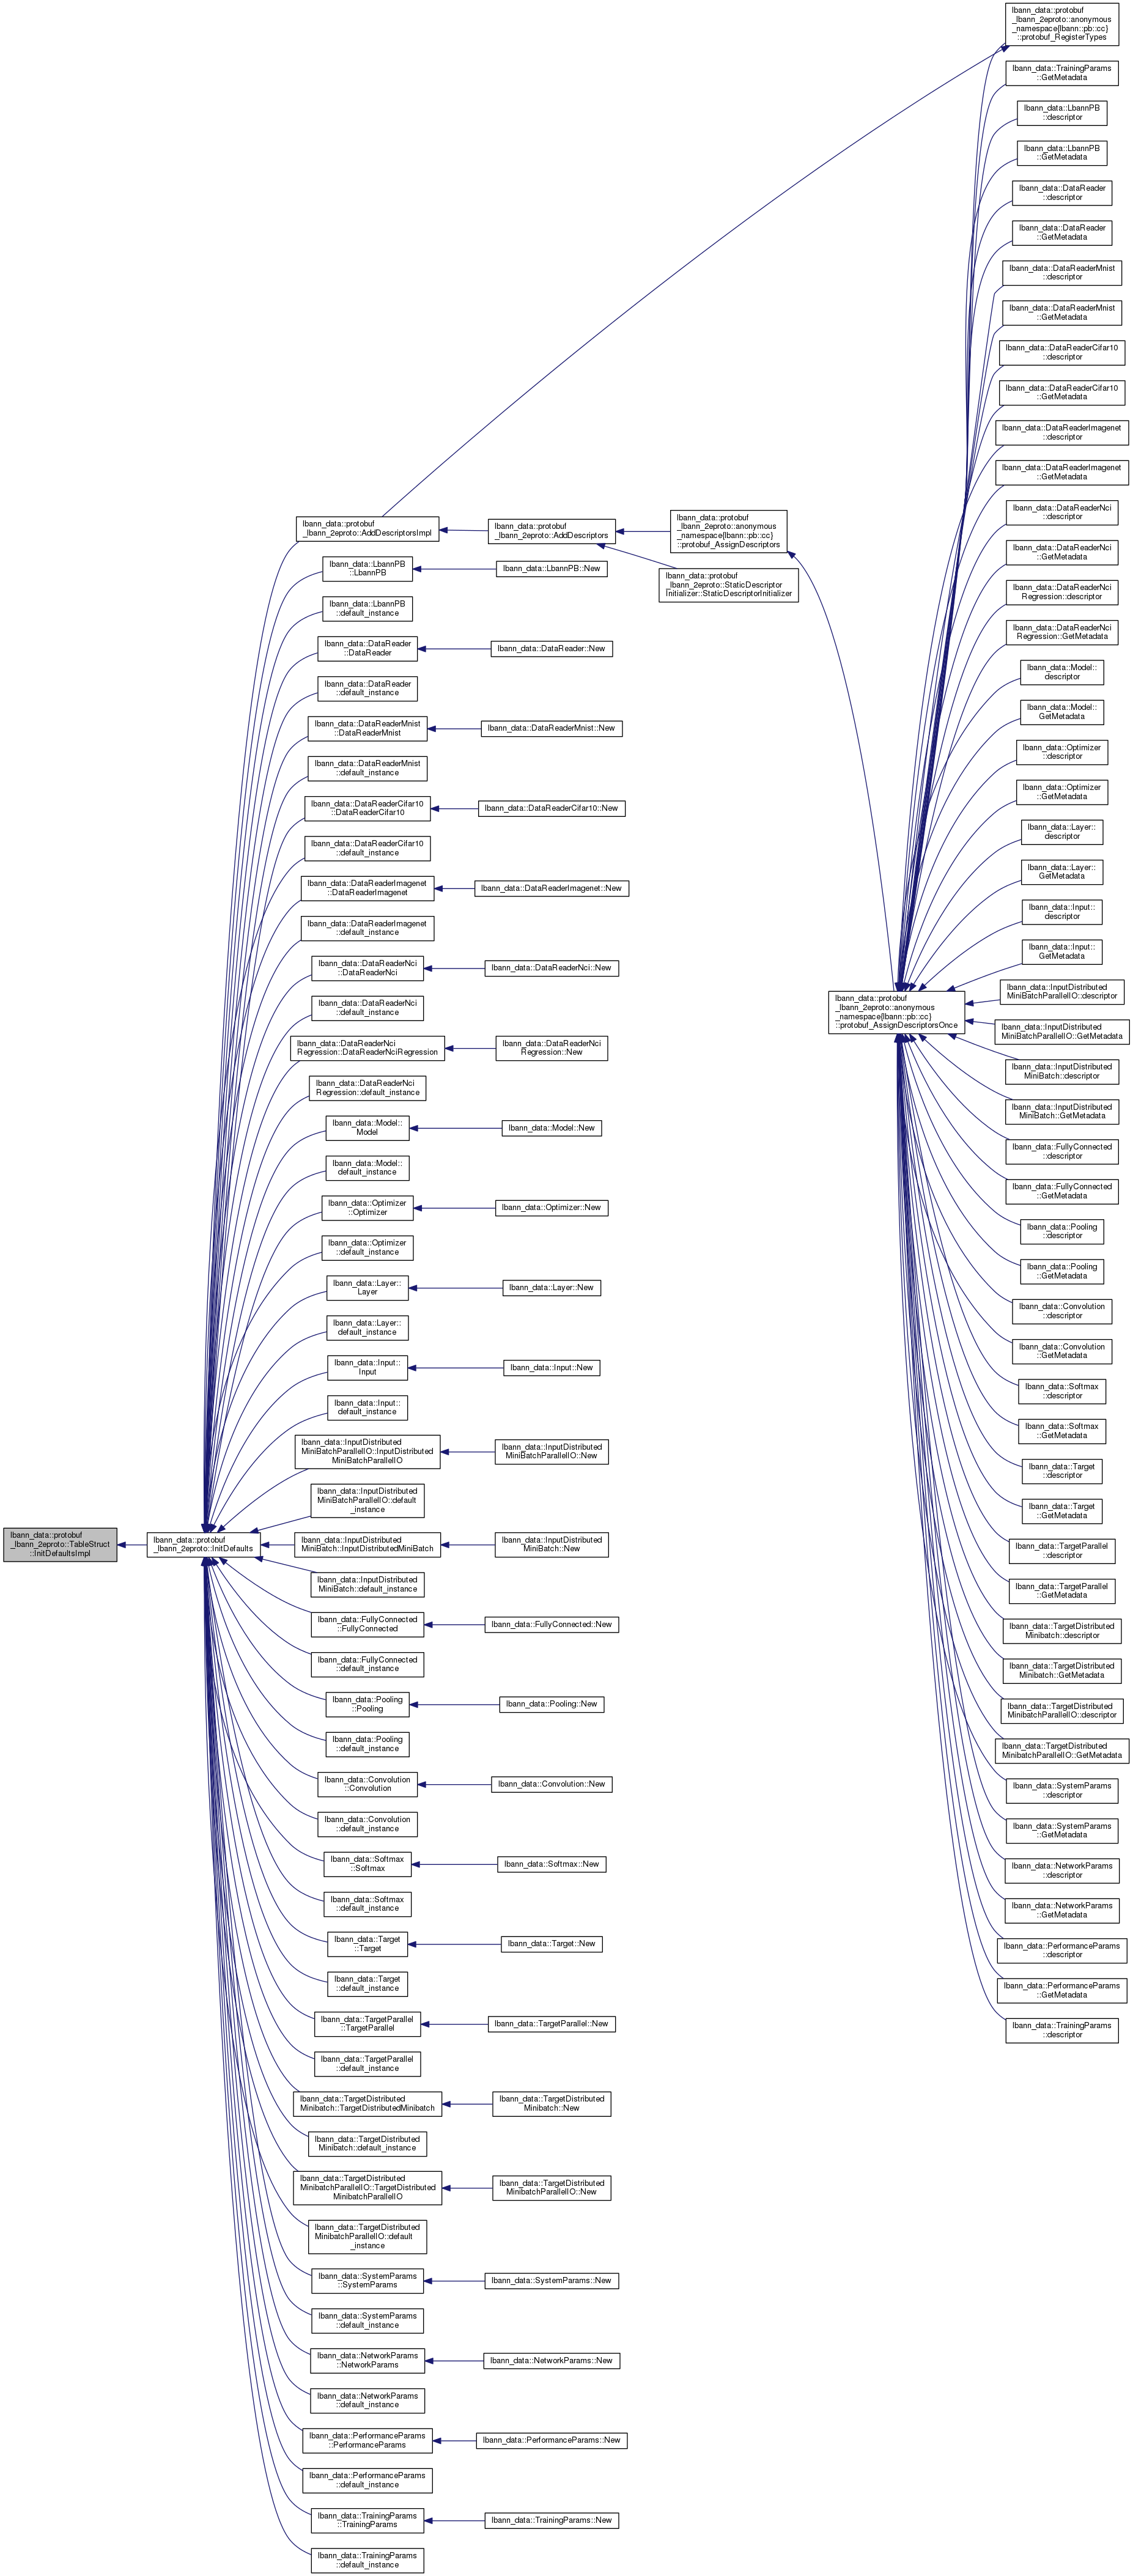 lbann_data::protobuf
_lbann_2eproto::TableStruct
::InitDefaultsImpl
lbann_data::protobuf
_lbann_2eproto::InitDefaults
lbann_data::protobuf
_lbann_2eproto::AddDescriptorsImpl
lbann_data::LbannPB
::LbannPB
lbann_data::LbannPB
::default_instance
lbann_data::DataReader
::DataReader
lbann_data::DataReader
::default_instance
lbann_data::DataReaderMnist
::DataReaderMnist
lbann_data::DataReaderMnist
::default_instance
lbann_data::DataReaderCifar10
::DataReaderCifar10
lbann_data::DataReaderCifar10
::default_instance
lbann_data::DataReaderImagenet
::DataReaderImagenet
lbann_data::DataReaderImagenet
::default_instance
lbann_data::DataReaderNci
::DataReaderNci
lbann_data::DataReaderNci
::default_instance
lbann_data::DataReaderNci
Regression::DataReaderNciRegression
lbann_data::DataReaderNci
Regression::default_instance
lbann_data::Model::
Model
lbann_data::Model::
default_instance
lbann_data::Optimizer
::Optimizer
lbann_data::Optimizer
::default_instance
lbann_data::Layer::
Layer
lbann_data::Layer::
default_instance
lbann_data::Input::
Input
lbann_data::Input::
default_instance
lbann_data::InputDistributed
MiniBatchParallelIO::InputDistributed
MiniBatchParallelIO
lbann_data::InputDistributed
MiniBatchParallelIO::default
_instance
lbann_data::InputDistributed
MiniBatch::InputDistributedMiniBatch
lbann_data::InputDistributed
MiniBatch::default_instance
lbann_data::FullyConnected
::FullyConnected
lbann_data::FullyConnected
::default_instance
lbann_data::Pooling
::Pooling
lbann_data::Pooling
::default_instance
lbann_data::Convolution
::Convolution
lbann_data::Convolution
::default_instance
lbann_data::Softmax
::Softmax
lbann_data::Softmax
::default_instance
lbann_data::Target
::Target
lbann_data::Target
::default_instance
lbann_data::TargetParallel
::TargetParallel
lbann_data::TargetParallel
::default_instance
lbann_data::TargetDistributed
Minibatch::TargetDistributedMinibatch
lbann_data::TargetDistributed
Minibatch::default_instance
lbann_data::TargetDistributed
MinibatchParallelIO::TargetDistributed
MinibatchParallelIO
lbann_data::TargetDistributed
MinibatchParallelIO::default
_instance
lbann_data::SystemParams
::SystemParams
lbann_data::SystemParams
::default_instance
lbann_data::NetworkParams
::NetworkParams
lbann_data::NetworkParams
::default_instance
lbann_data::PerformanceParams
::PerformanceParams
lbann_data::PerformanceParams
::default_instance
lbann_data::TrainingParams
::TrainingParams
lbann_data::TrainingParams
::default_instance
lbann_data::protobuf
_lbann_2eproto::AddDescriptors
lbann_data::LbannPB::New
lbann_data::DataReader::New
lbann_data::DataReaderMnist::New
lbann_data::DataReaderCifar10::New
lbann_data::DataReaderImagenet::New
lbann_data::DataReaderNci::New
lbann_data::DataReaderNci
Regression::New
lbann_data::Model::New
lbann_data::Optimizer::New
lbann_data::Layer::New
lbann_data::Input::New
lbann_data::InputDistributed
MiniBatchParallelIO::New
lbann_data::InputDistributed
MiniBatch::New
lbann_data::FullyConnected::New
lbann_data::Pooling::New
lbann_data::Convolution::New
lbann_data::Softmax::New
lbann_data::Target::New
lbann_data::TargetParallel::New
lbann_data::TargetDistributed
Minibatch::New
lbann_data::TargetDistributed
MinibatchParallelIO::New
lbann_data::SystemParams::New
lbann_data::NetworkParams::New
lbann_data::PerformanceParams::New
lbann_data::TrainingParams::New
lbann_data::protobuf
_lbann_2eproto::anonymous
_namespace{lbann::pb::cc}
::protobuf_AssignDescriptors
lbann_data::protobuf
_lbann_2eproto::StaticDescriptor
Initializer::StaticDescriptorInitializer
lbann_data::protobuf
_lbann_2eproto::anonymous
_namespace{lbann::pb::cc}
::protobuf_AssignDescriptorsOnce
lbann_data::protobuf
_lbann_2eproto::anonymous
_namespace{lbann::pb::cc}
::protobuf_RegisterTypes
lbann_data::TrainingParams
::GetMetadata
lbann_data::LbannPB
::descriptor
lbann_data::LbannPB
::GetMetadata
lbann_data::DataReader
::descriptor
lbann_data::DataReader
::GetMetadata
lbann_data::DataReaderMnist
::descriptor
lbann_data::DataReaderMnist
::GetMetadata
lbann_data::DataReaderCifar10
::descriptor
lbann_data::DataReaderCifar10
::GetMetadata
lbann_data::DataReaderImagenet
::descriptor
lbann_data::DataReaderImagenet
::GetMetadata
lbann_data::DataReaderNci
::descriptor
lbann_data::DataReaderNci
::GetMetadata
lbann_data::DataReaderNci
Regression::descriptor
lbann_data::DataReaderNci
Regression::GetMetadata
lbann_data::Model::
descriptor
lbann_data::Model::
GetMetadata
lbann_data::Optimizer
::descriptor
lbann_data::Optimizer
::GetMetadata
lbann_data::Layer::
descriptor
lbann_data::Layer::
GetMetadata
lbann_data::Input::
descriptor
lbann_data::Input::
GetMetadata
lbann_data::InputDistributed
MiniBatchParallelIO::descriptor
lbann_data::InputDistributed
MiniBatchParallelIO::GetMetadata
lbann_data::InputDistributed
MiniBatch::descriptor
lbann_data::InputDistributed
MiniBatch::GetMetadata
lbann_data::FullyConnected
::descriptor
lbann_data::FullyConnected
::GetMetadata
lbann_data::Pooling
::descriptor
lbann_data::Pooling
::GetMetadata
lbann_data::Convolution
::descriptor
lbann_data::Convolution
::GetMetadata
lbann_data::Softmax
::descriptor
lbann_data::Softmax
::GetMetadata
lbann_data::Target
::descriptor
lbann_data::Target
::GetMetadata
lbann_data::TargetParallel
::descriptor
lbann_data::TargetParallel
::GetMetadata
lbann_data::TargetDistributed
Minibatch::descriptor
lbann_data::TargetDistributed
Minibatch::GetMetadata
lbann_data::TargetDistributed
MinibatchParallelIO::descriptor
lbann_data::TargetDistributed
MinibatchParallelIO::GetMetadata
lbann_data::SystemParams
::descriptor
lbann_data::SystemParams
::GetMetadata
lbann_data::NetworkParams
::descriptor
lbann_data::NetworkParams
::GetMetadata
lbann_data::PerformanceParams
::descriptor
lbann_data::PerformanceParams
::GetMetadata
lbann_data::TrainingParams
::descriptor